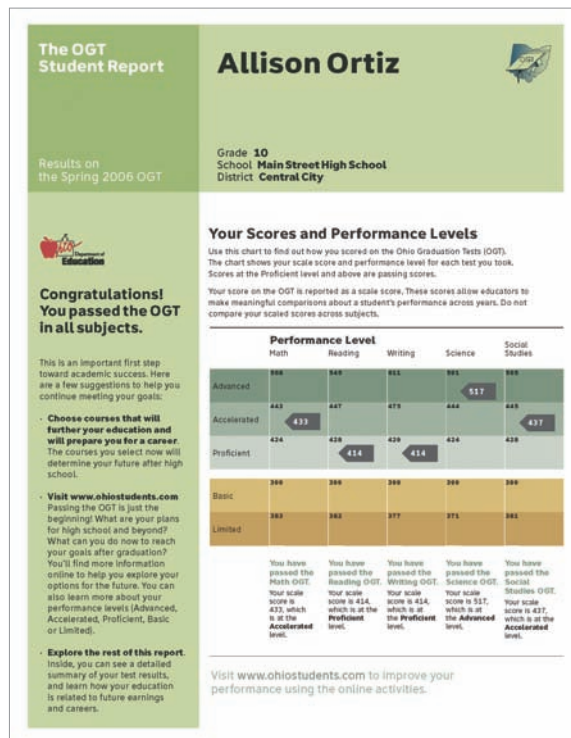 The OGT
Student Report
Results on
the Spring 2006 OGT
Allison Ortiz
OGT
Grade 10
School Main Street High School
District Central City
Ohio Department of
Education
Congratulations!
You passed the OGT
in all subjects.
This is an important first step
toward academic success. Here
are a few suggestions to help you
continue meeting your goals:
· Choose courses that will
further your education and
will prepare you for a career.
The courses you select now will
determine your future after high
school.
· Visit www.ohiostudents.com
Passing the OGT is just the
beginning! What are your plans
for high school and beyond?
What can you do now to reach
your goals after graduation?
You'll find more information
online to help you explore your
options for the future. You can
also learn more about your
performance levels (Advanced,
Accelerated, Proficient, Basic
or Limited).
· Explore the rest of this report.
Inside, you can see a detailed
summary of your test results,
and learn how your education
is related to future earnings
and careers.
Your Scores and Performance Levels
Use this chart to find out how you scored on the Ohio Graduation Tests (OGT).
The chart shows your scale score and performance level for each test you took.
Scores at the Proficient level and above are passing scores.
Your score on the OGT is reported as a scale score. These scores allow educators to
make meaningful comparisons about a student's performance across years. Do not
compare your scaled scores across subjects.
Performance Level
Math Reading Writing Science Social
Studies
Advanced
517
443 447 473 444 445
Accelerated 433 437
424 428 429 424 428
Proficient 414 414
Basic
383 383 377 371
Limited
You have
passed the
Math OGT.
Your scale
score is
433, which
is at the
Accelerated
level.
You have
passed the
Reading OGT.
Your scale
score is 414,
which is at the
Proficient
level.
You have
passed the
Writing OGT.
Your scale
score is 414,
which is at
the Proficient
level.
You have
passed the
Science OGT.
Your scale
score is 517,
which is at
the Advanced
level.
You have
passed the
Social
Studies OGT.
Your scale
score is 437,
which is at the
Accelerated
level.
Visit www.ohiostudents.com to improve your
performance using the online activities.